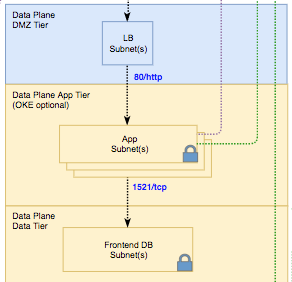 Data Plane
DMZ Tier
LB
Subnet(s)
80/http
Data Plane App Tier
(OKE optional)
App
Subnet(s)
1521/tcp
Data Plane
Data Tier
Frontend DB
Subnet(s)